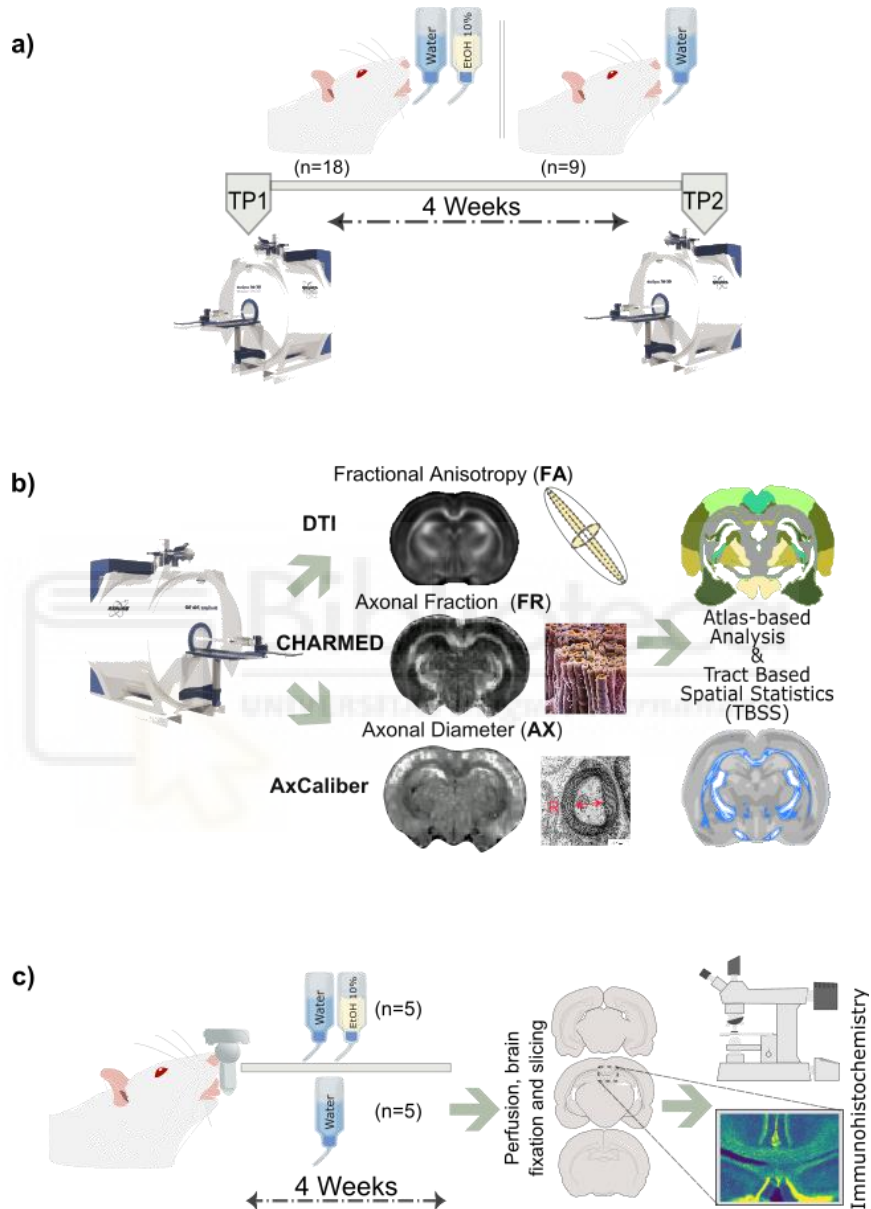 a)
Water
EtOH 10%
Water
(n=18)
(n=9)
TP1
TP2
4 Weeks
b)
Fractional Anisotropy (FA)
DTI
Axonal Fraction (FR)
CHARMED
Axonal Diameter (AX)
AxCaliber
R
Atlas-based
Analysis
&
Tract Based
Spatial Statistics
(TBSS)
c)
Water
EtOH 10%
(n=5)
Water
(n=5)
4 Weeks
Perfusion, brain
fixation and slicing
Immunohistochemistry